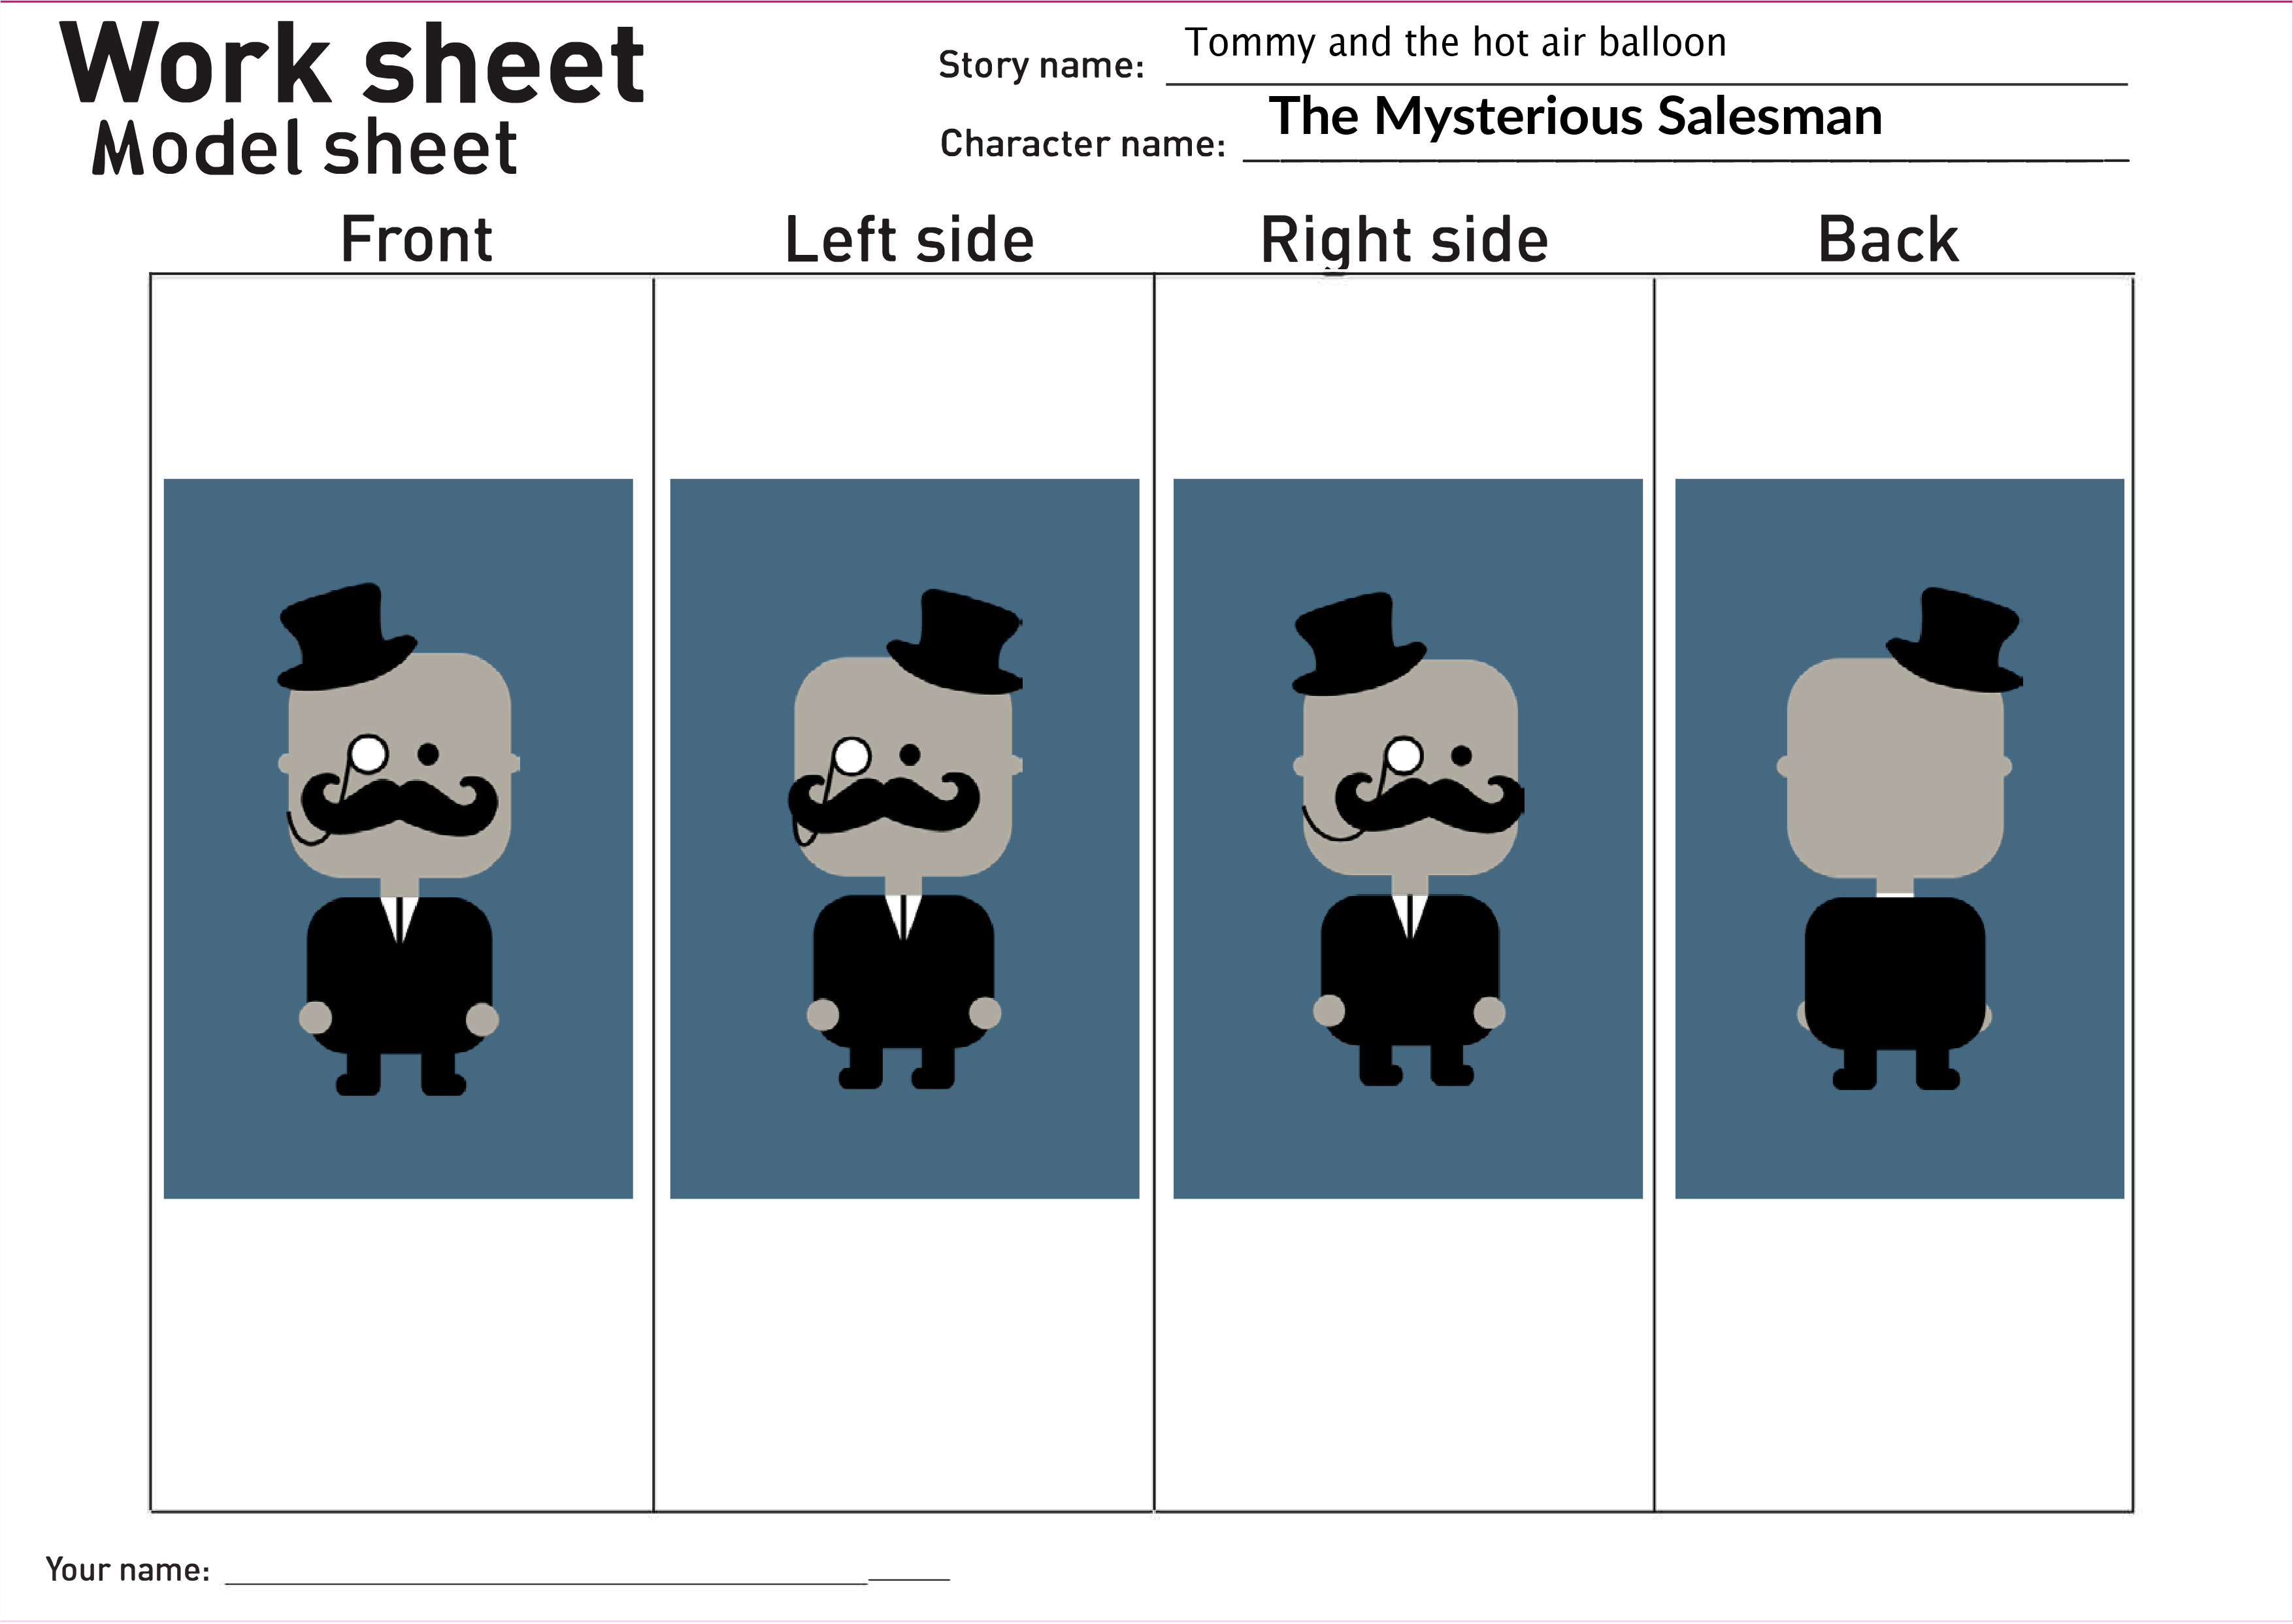 Work sheet
Model sheet
Story name: Tommy and the hot air balloon
Character name: The Mysterious Salesman
Front Left side Right side Back
Your name: